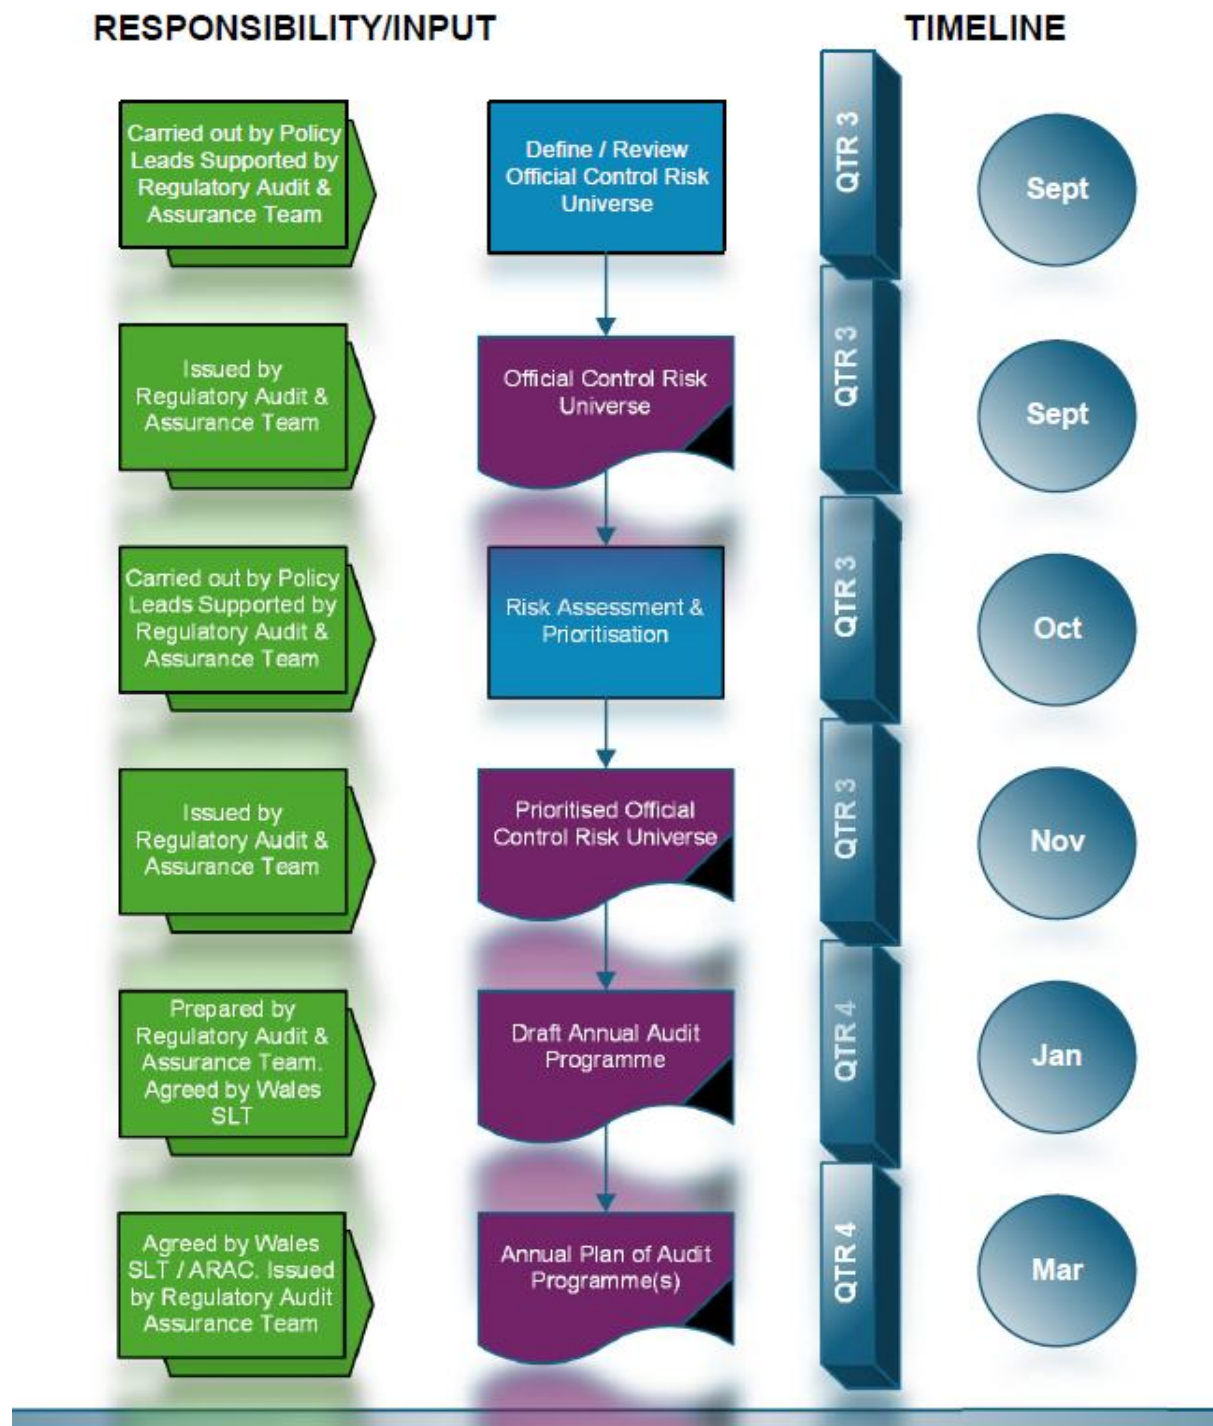 RESPONSIBILITY/INPUT
TIMELINE
Carried out by Policy
Leads Supported by
Regulatory Audit &
Assurance Team
Define / Review
Official Control Risk
Universe
QTR 3
Sept
Issued by
Regulatory Audit &
Assurance Team
Official Control Risk
Universe
QTR 3
Sept
Carried out by Policy
Leads Supported by
Regulatory Audit &
Assurance Team
Risk Assessment &
Prioritisation
QTR 3
Oct
Issued by
Regulatory Audit &
Assurance Team
Prioritised Official
Control Risk Universe
QTR 3
Nov
Prepared by
Regulatory Audit &
Assurance Team.
Agreed by Wales
SLT
Draft Annual Audit
Programme
QTR 4
Jan
Agreed by Wales
SLT / ARAC. Issued
by Regulatory Audit
Assurance Team
Annual Plan of Audit
Programme(s)
QTR 4
Mar